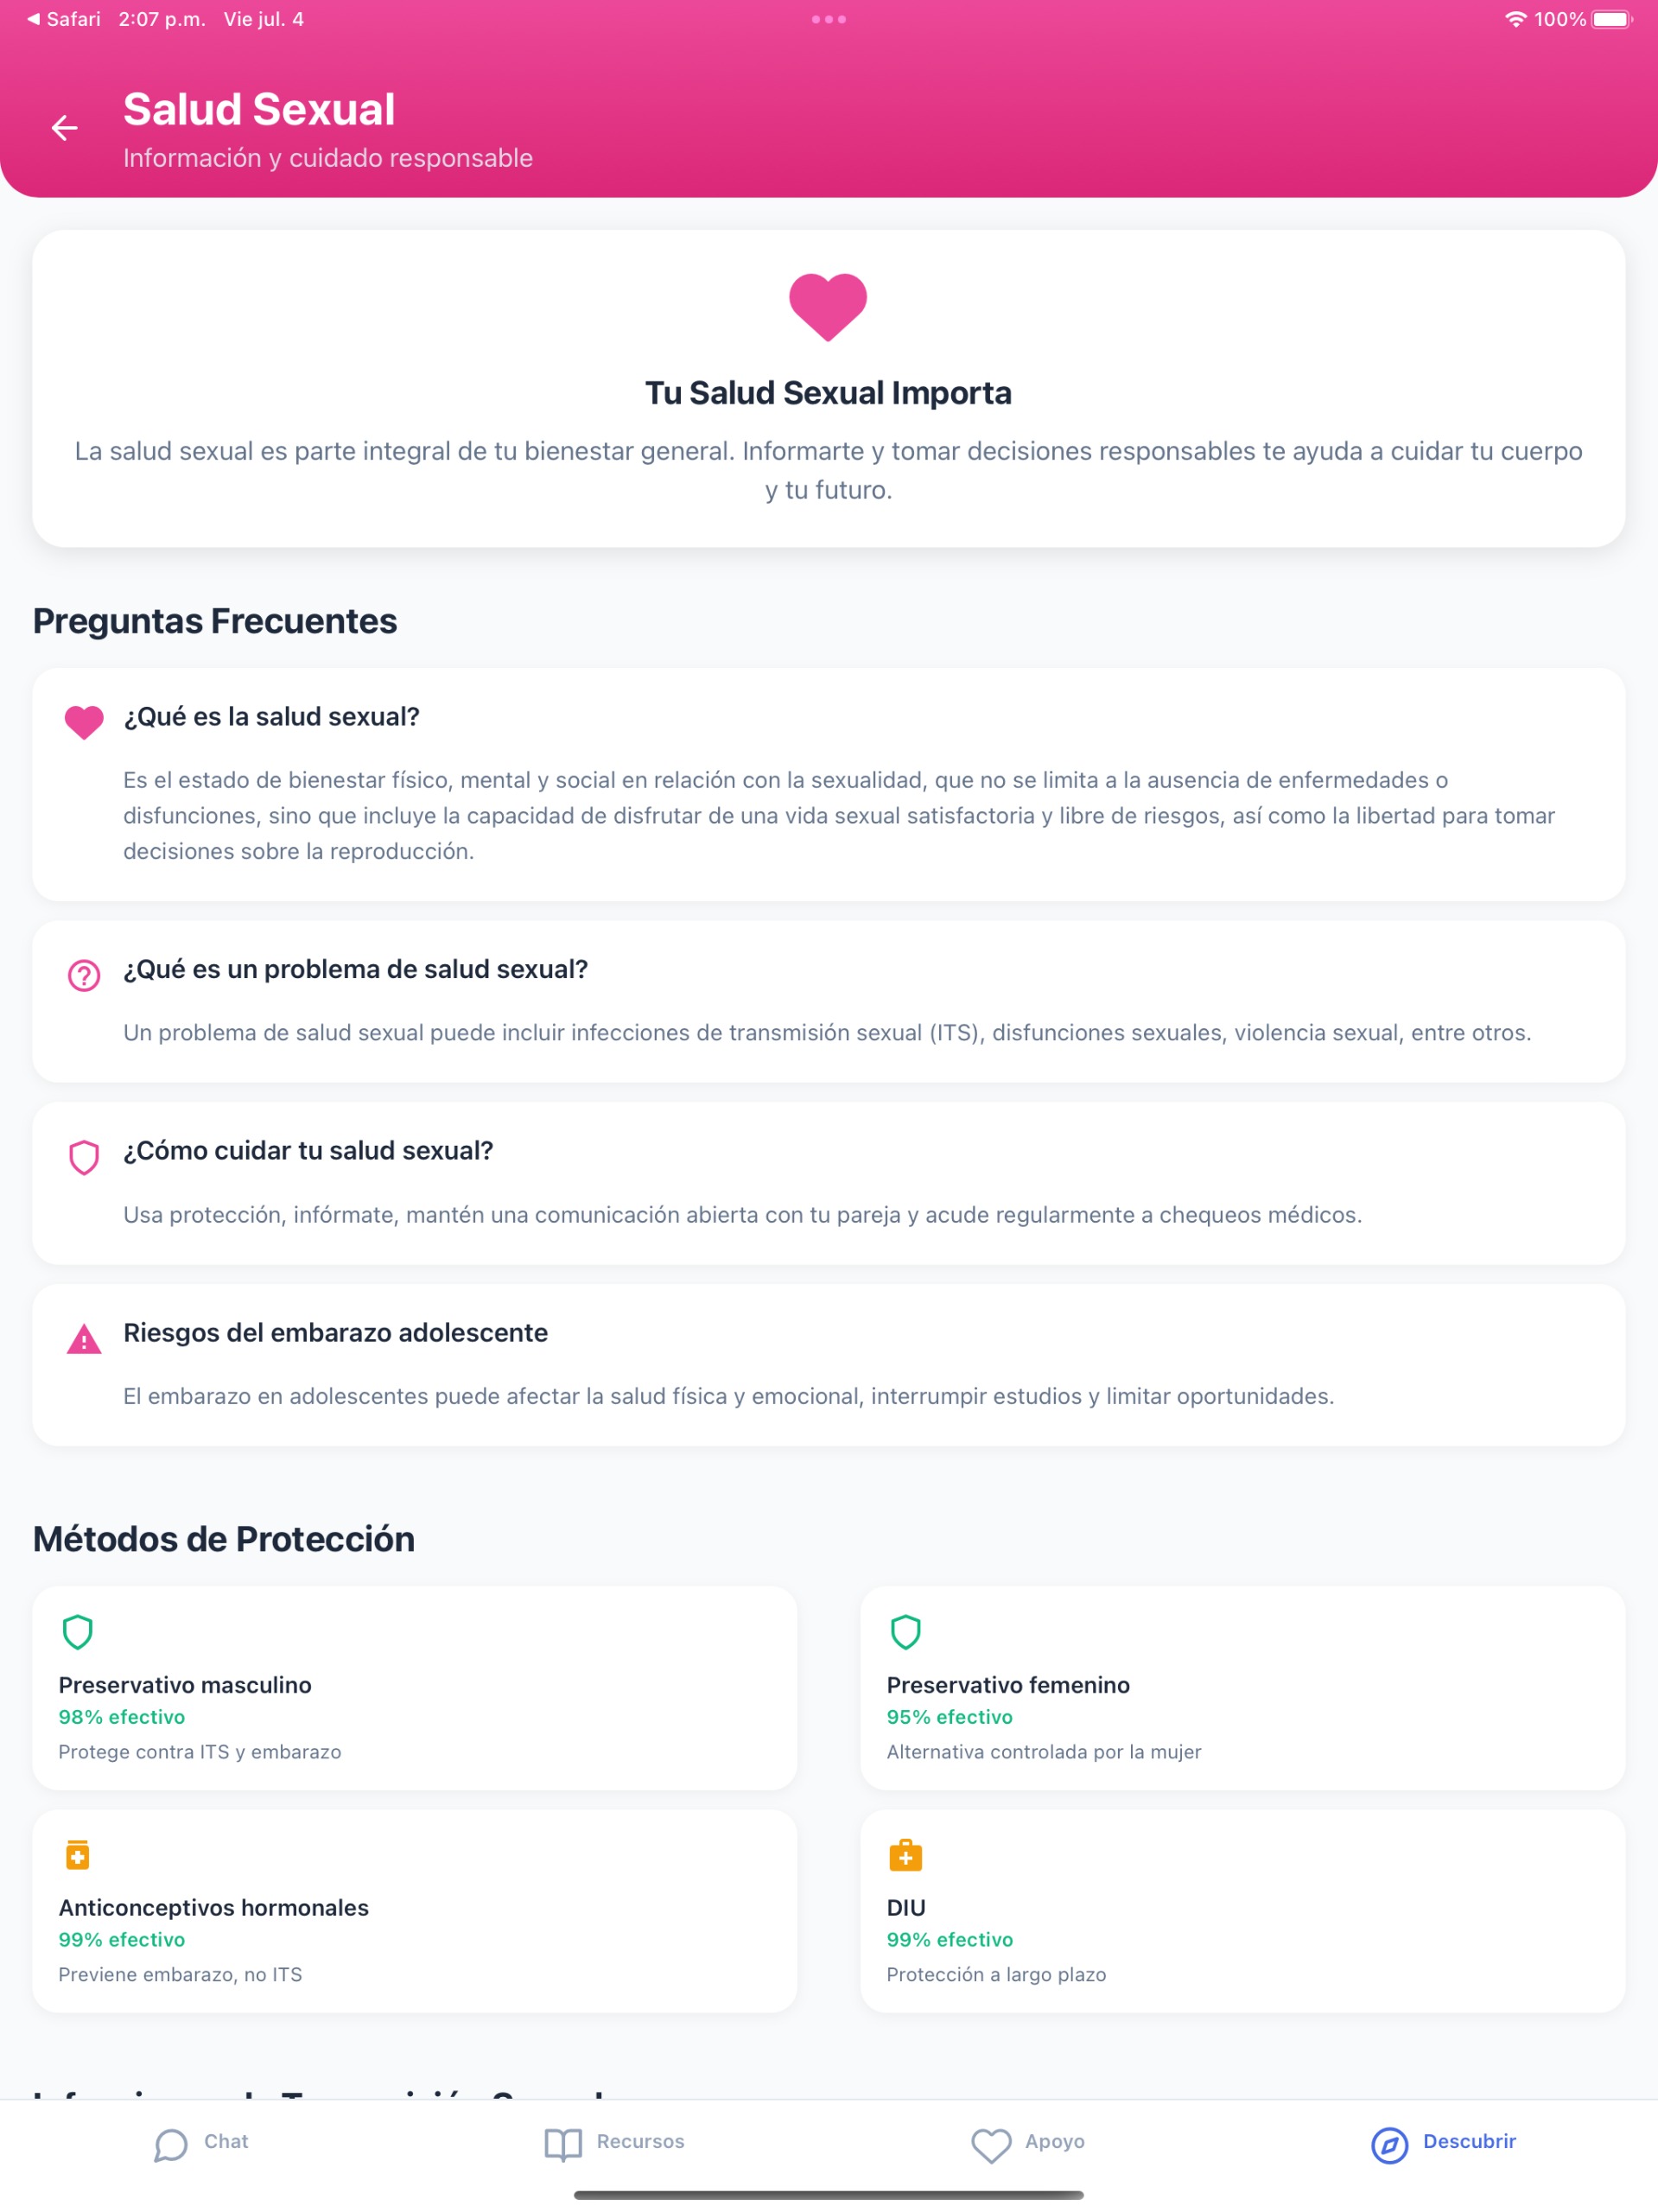 Safari 2:07 p.m. Vie jul. 4
100%
Salud Sexual
Información y cuidado responsable
Tu Salud Sexual Importa
La salud sexual es parte integral de tu bienestar general. Informarte y tomar decisiones responsables te ayuda a cuidar tu cuerpo
y tu futuro.
Preguntas Frecuentes
¿Qué es la salud sexual?
Es el estado de bienestar físico, mental y social en relación con la sexualidad, que no se limita a la ausencia de enfermedades o
disfunciones, sino que incluye la capacidad de disfrutar de una vida sexual satisfactoria y libre de riesgos, así como la libertad para tomar
decisiones sobre la reproducción.
¿Qué es un problema de salud sexual?
Un problema de salud sexual puede incluir infecciones de transmisión sexual (ITS), disfunciones sexuales, violencia sexual, entre otros.
¿Cómo cuidar tu salud sexual?
Usa protección, infórmate, mantén una comunicación abierta con tu pareja y acude regularmente a chequeos médicos.
Riesgos del embarazo adolescente
El embarazo en adolescentes puede afectar la salud física y emocional, interrumpir estudios y limitar oportunidades.
Métodos de Protección
Preservativo masculino
98% efectivo
Protege contra ITS y embarazo
Preservativo femenino
95% efectivo
Alternativa controlada por la mujer
Anticonceptivos hormonales
99% efectivo
Previene embarazo, no ITS
DIU
99% efectivo
Protección a largo plazo
Chat
Recursos
Apoyo
Descubrir